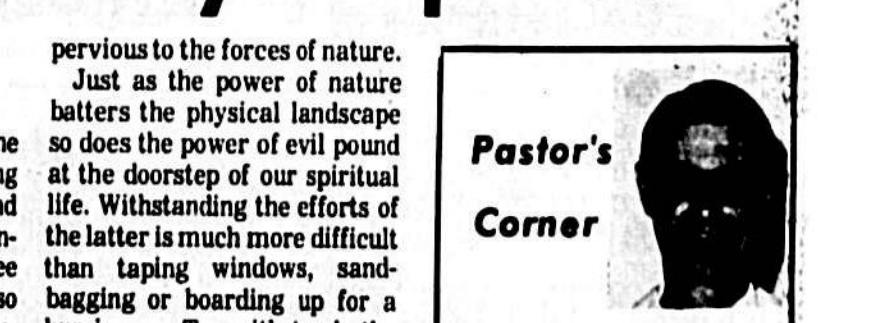 pervious to the forces of nature.
Just as the power of nature
batters the physical landscape
so does the power of evil pound
at the doorstep of our spiritual
life. Withstanding the efforts of
the latter is much more difficult
than taping windows, sand-
bagging or boarding up for a
Pastor's
Corner